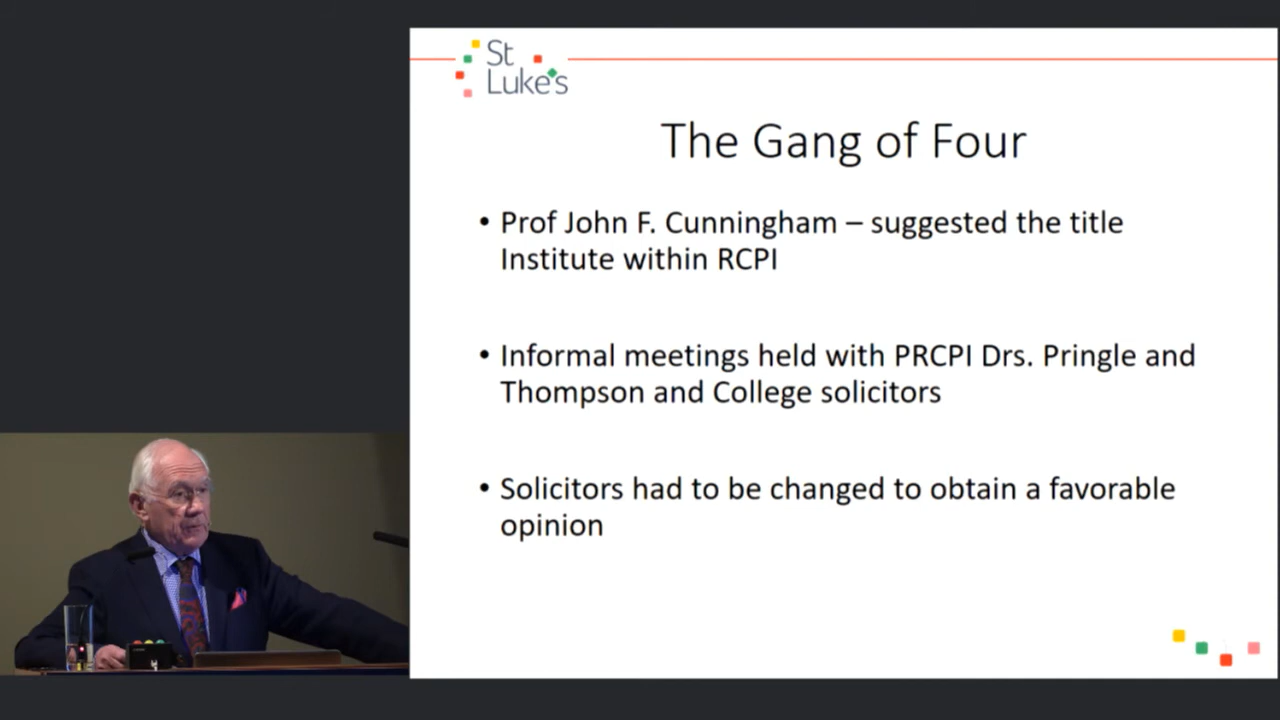 St
Luke's
The Gang of Four
• Prof John F. Cunningham – suggested the title
Institute within RCPI
• Informal meetings held with PRCPI Drs. Pringle and
Thompson and College solicitors
• Solicitors had to be changed to obtain a favorable
opinion